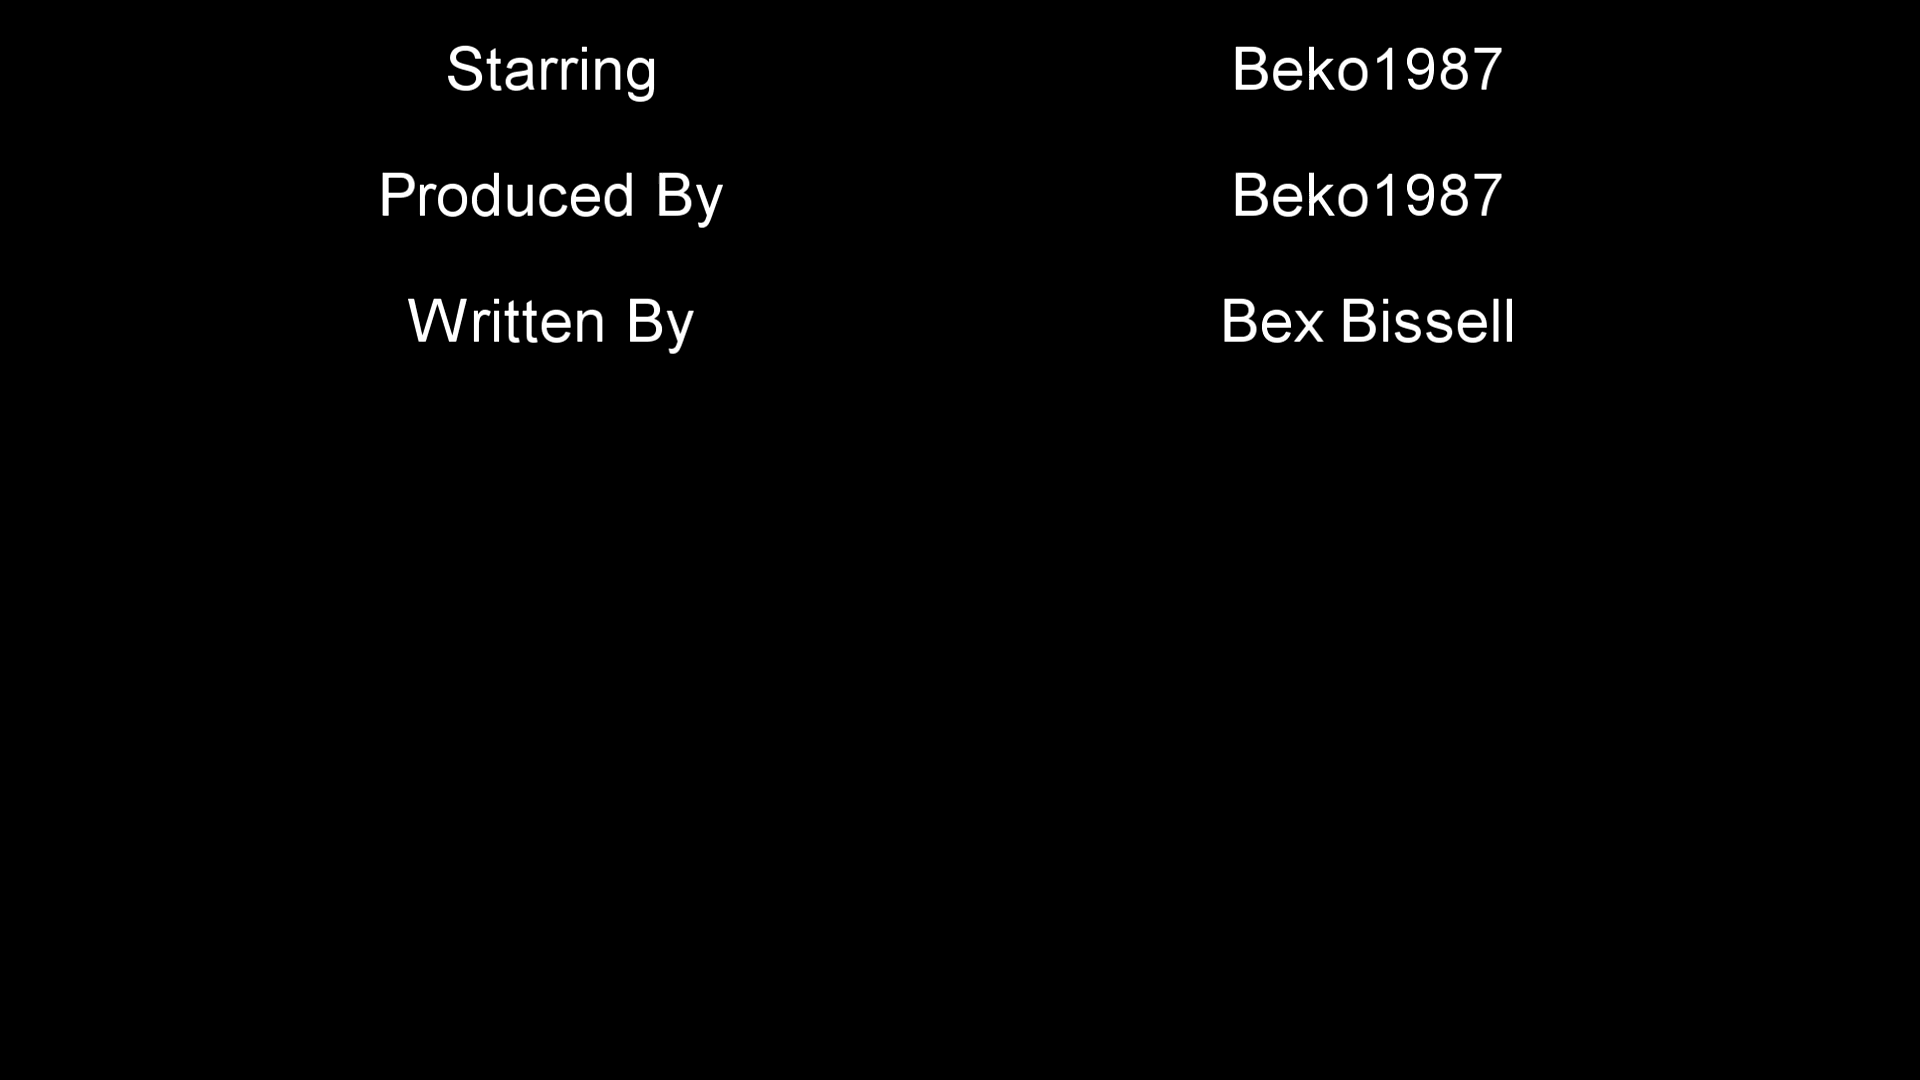 Starring Beko1987
Produced By Beko1987
Written By Bex Bissell